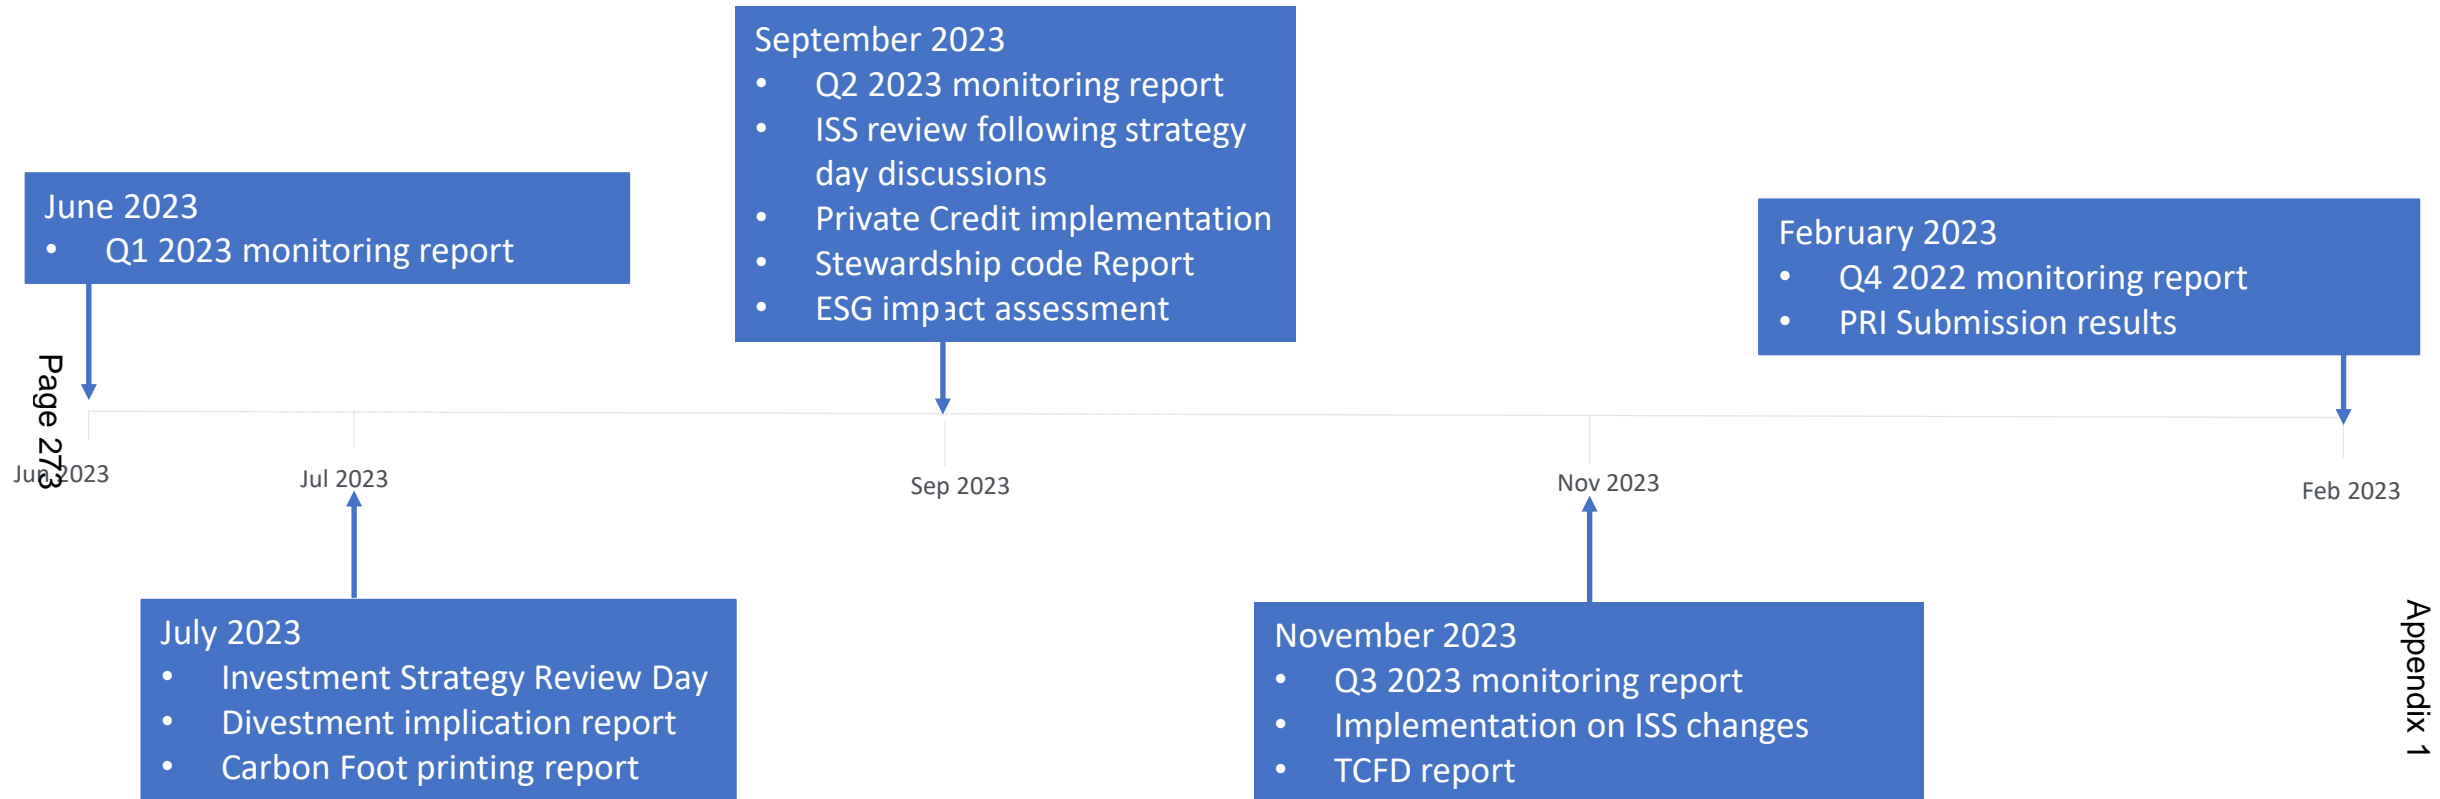 September 2023
• Q2 2023 monitoring report
• ISS review following strategy
day discussions
• Private Credit implementation
• Stewardship code Report
• ESG impact assessment
June 2023
• Q1 2023 monitoring report
February 2023
• Q4 2022 monitoring report
• PRI Submission results
Page 273
Jun 2023
Jul 2023
Sep 2023
Nov 2023
Feb 2023
July 2023
• Investment Strategy Review Day
• Divestment implication report
• Carbon Foot printing report
November 2023
• Q3 2023 monitoring report
• Implementation on ISS changes
• TCFD report
Appendix 1